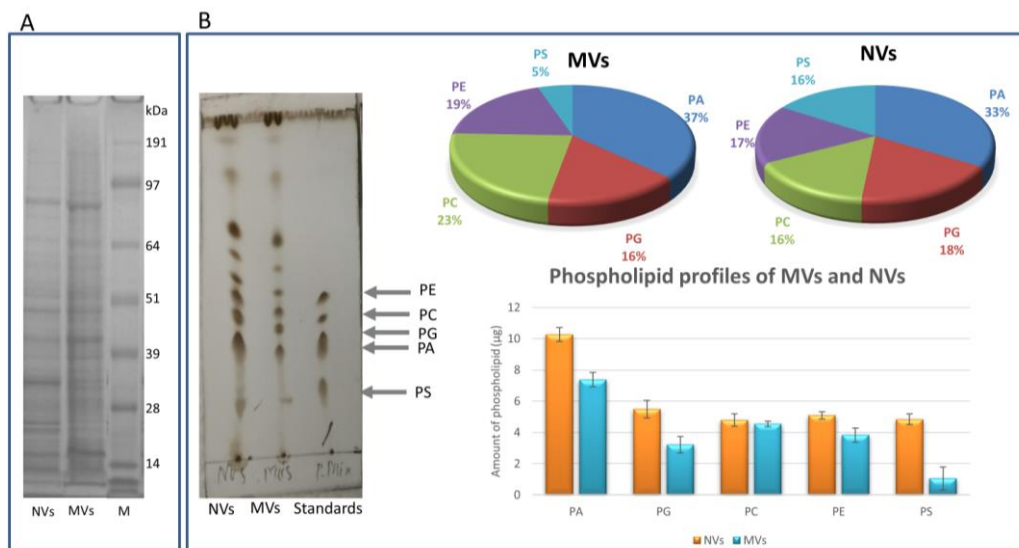 A
kDa
191
97
64
51
39
28
14
NVs MVs M
B
PE
PC
PG
PA
PS
NVs MVs P.Mix
NVs MVs Standards
MVs
PS
5%
PE
19%
PA
37%
PC
23%
PG
16%
NVs
PS
16%
PA
33%
PE
17%
PC
16%
PG
18%
Phospholipid profiles of MVs and NVs
Amount of phospholipid (µg)
12
10
8
6
4
2
0
PA PG PC PE PS
NVs MVs